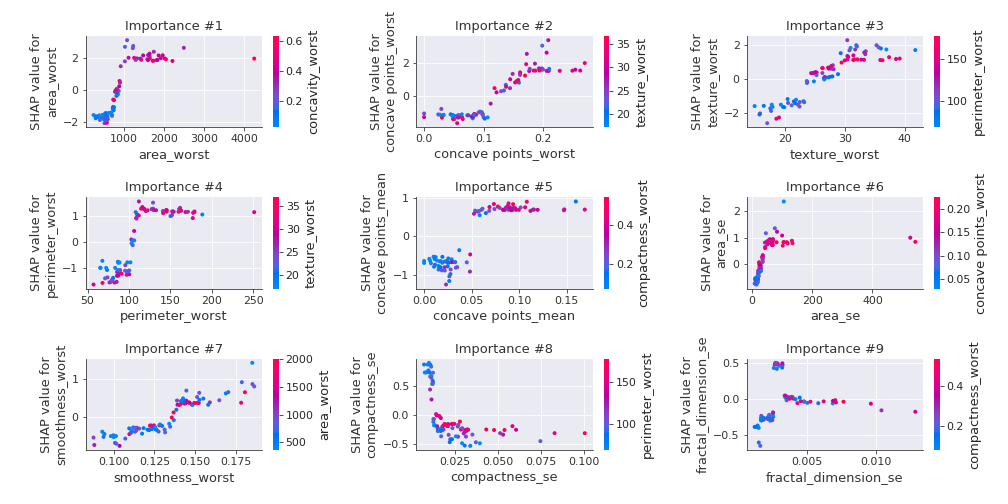 Importance #1
SHAP value for
area_worst
2
0
−2
1000 2000 3000 4000
area_worst
0.6
0.4
0.2
concavity_worst
Importance #2
SHAP value for
concave points_worst
2
0
0.0 0.1 0.2
concave points_worst
35
30
25
20
texture_worst
Importance #3
SHAP value for
texture_worst
2
0
−2
20 30 40
texture_worst
150
100
perimeter_worst
Importance #4
SHAP value for
perimeter_worst
1
0
−1
50 100 150 200 250
perimeter_worst
35
30
25
20
texture_worst
Importance #5
SHAP value for
concave points_mean
1
0
−1
0.00 0.05 0.10 0.15
concave points_mean
0.4
0.2
compactness_worst
Importance #6
SHAP value for
area_se
2
1
0
0 200 400
area_se
0.20
0.15
0.10
0.05
concave points_worst
Importance #7
SHAP value for
smoothness_worst
1
0
0.100 0.125 0.150 0.175
smoothness_worst
2000
1500
1000
500
area_worst
Importance #8
SHAP value for
compactness_se
0.5
0.0
−0.5
0.025 0.050 0.075 0.100
compactness_se
150
100
perimeter_worst
Importance #9
SHAP value for
fractal_dimension_se
0.5
0.0
−0.5
0.005 0.010
fractal_dimension_se
0.4
0.2
compactness_worst